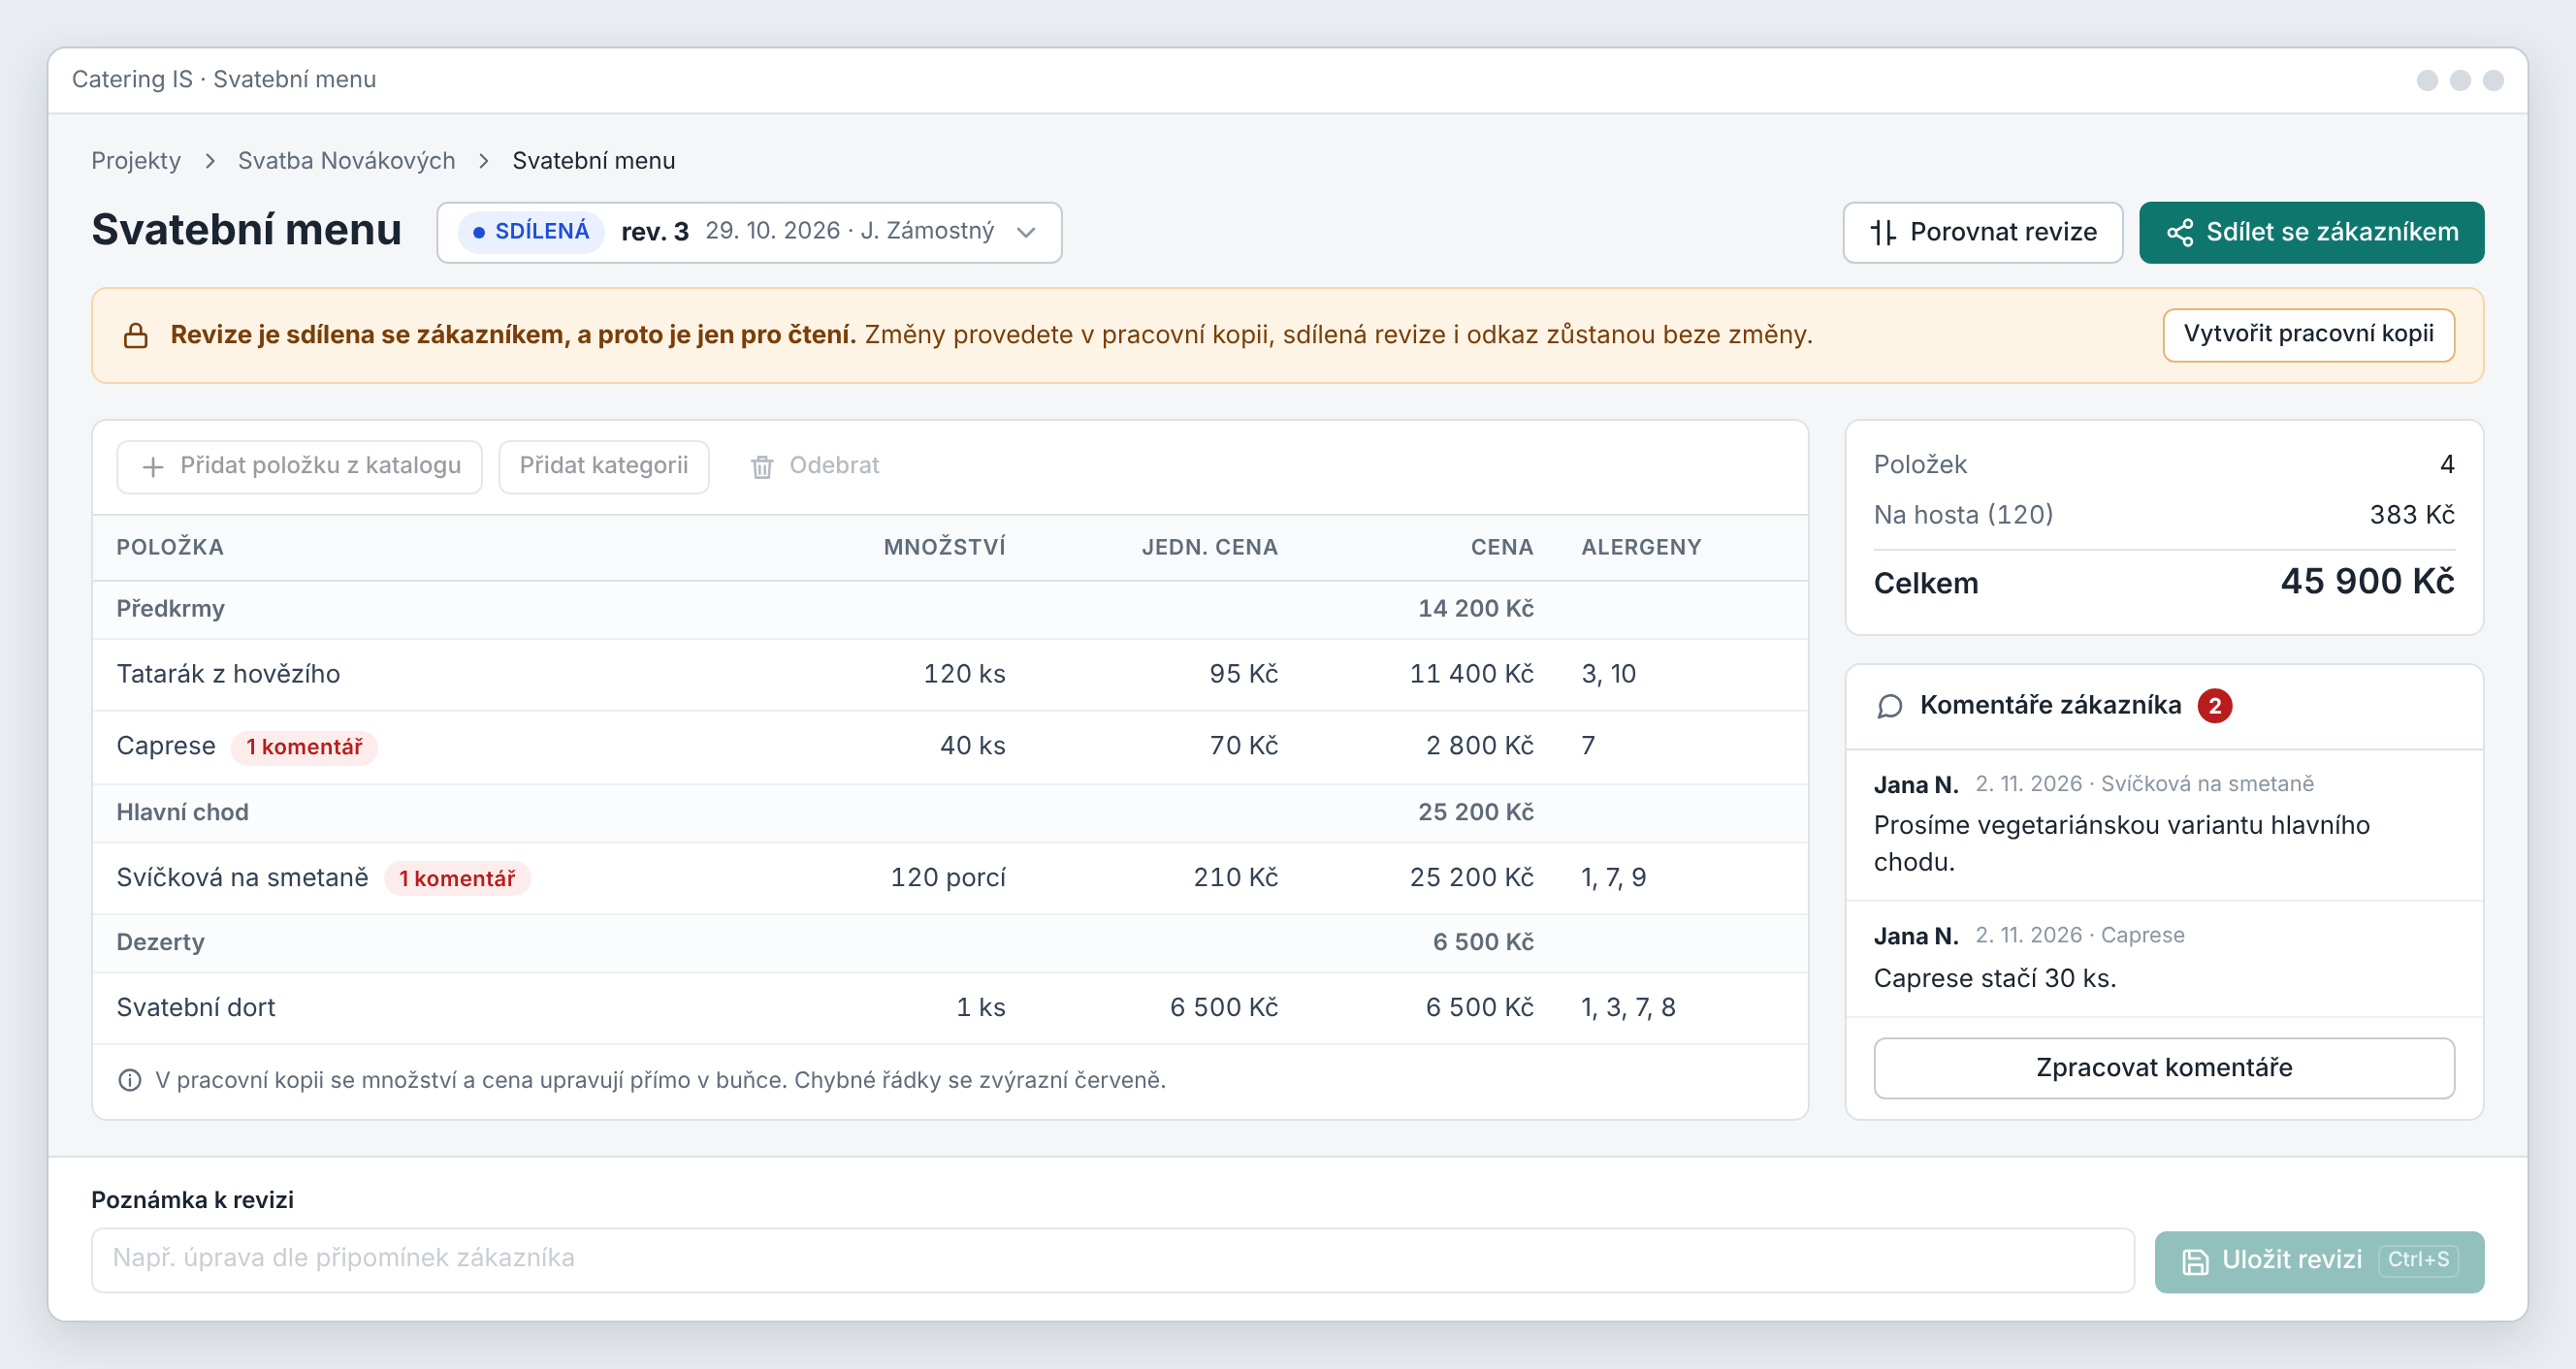 Catering IS · Svatební menu
Projekty > Svatba Novákových > Svatební menu
Svatební menu
SDÍLENÁ rev. 3 29. 10. 2026 · J. Zámostný
Porovnat revize
Sdílet se zákazníkem
Revize je sdílena se zákazníkem, a proto je jen pro čtení. Změny provedete v pracovní kopii, sdílená revize i odkaz zůstanou beze změny.
Vytvořit pracovní kopii
Přidat položku z katalogu
Přidat kategorii
Odebrat
POLOŽKA MNOŽSTVÍ JEDN. CENA CENA ALERGENY
Předkrmy 14 200 Kč
Tatarák z hovězího 120 ks 95 Kč 11 400 Kč 3, 10
Caprese 1 komentář 40 ks 70 Kč 2 800 Kč 7
Hlavní chod 25 200 Kč
Svíčková na smetaně 1 komentář 120 porcí 210 Kč 25 200 Kč 1, 7, 9
Dezerty 6 500 Kč
Svatební dort 1 ks 6 500 Kč 6 500 Kč 1, 3, 7, 8
V pracovní kopii se množství a cena upravují přímo v buňce. Chybné řádky se zvýrazní červeně.
Položek 4
Na hosta (120) 383 Kč
Celkem 45 900 Kč
Komentáře zákazníka 2
Jana N. 2. 11. 2026 · Svíčková na smetaně
Prosíme vegetariánskou variantu hlavního
chodu.
Jana N. 2. 11. 2026 · Caprese
Caprese stačí 30 ks.
Zpracovat komentáře
Poznámka k revizi
Např. úprava dle připomínek zákazníka
Uložit revizi Ctrl+S